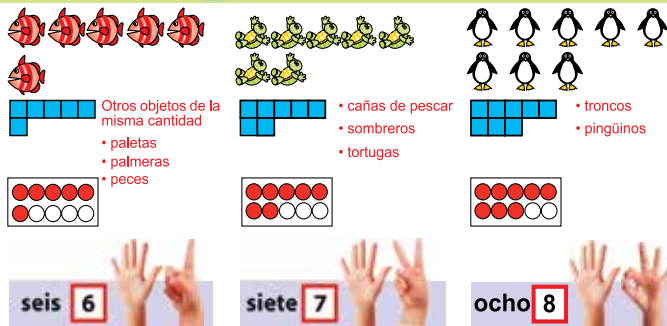 Otros objetos de la
misma cantidad
• paletas
• palmeras
• peces
• cañas de pescar
• sombreros
• tortugas
• troncos
• pingüinos
seis 6
siete 7
ocho 8